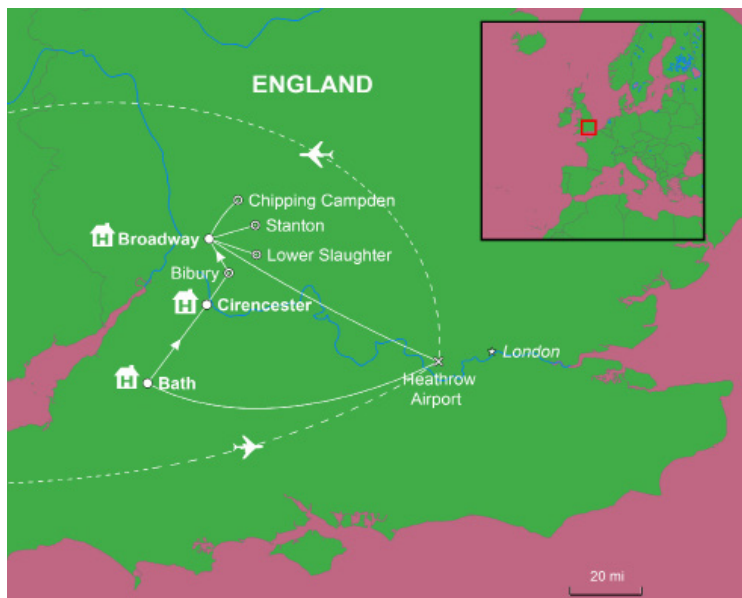 ENGLAND
Chipping Campden
Stanton
H Broadway
Lower Slaughter
Bibury
H Cirencester
London
H Bath
Heathrow
Airport
20 mi